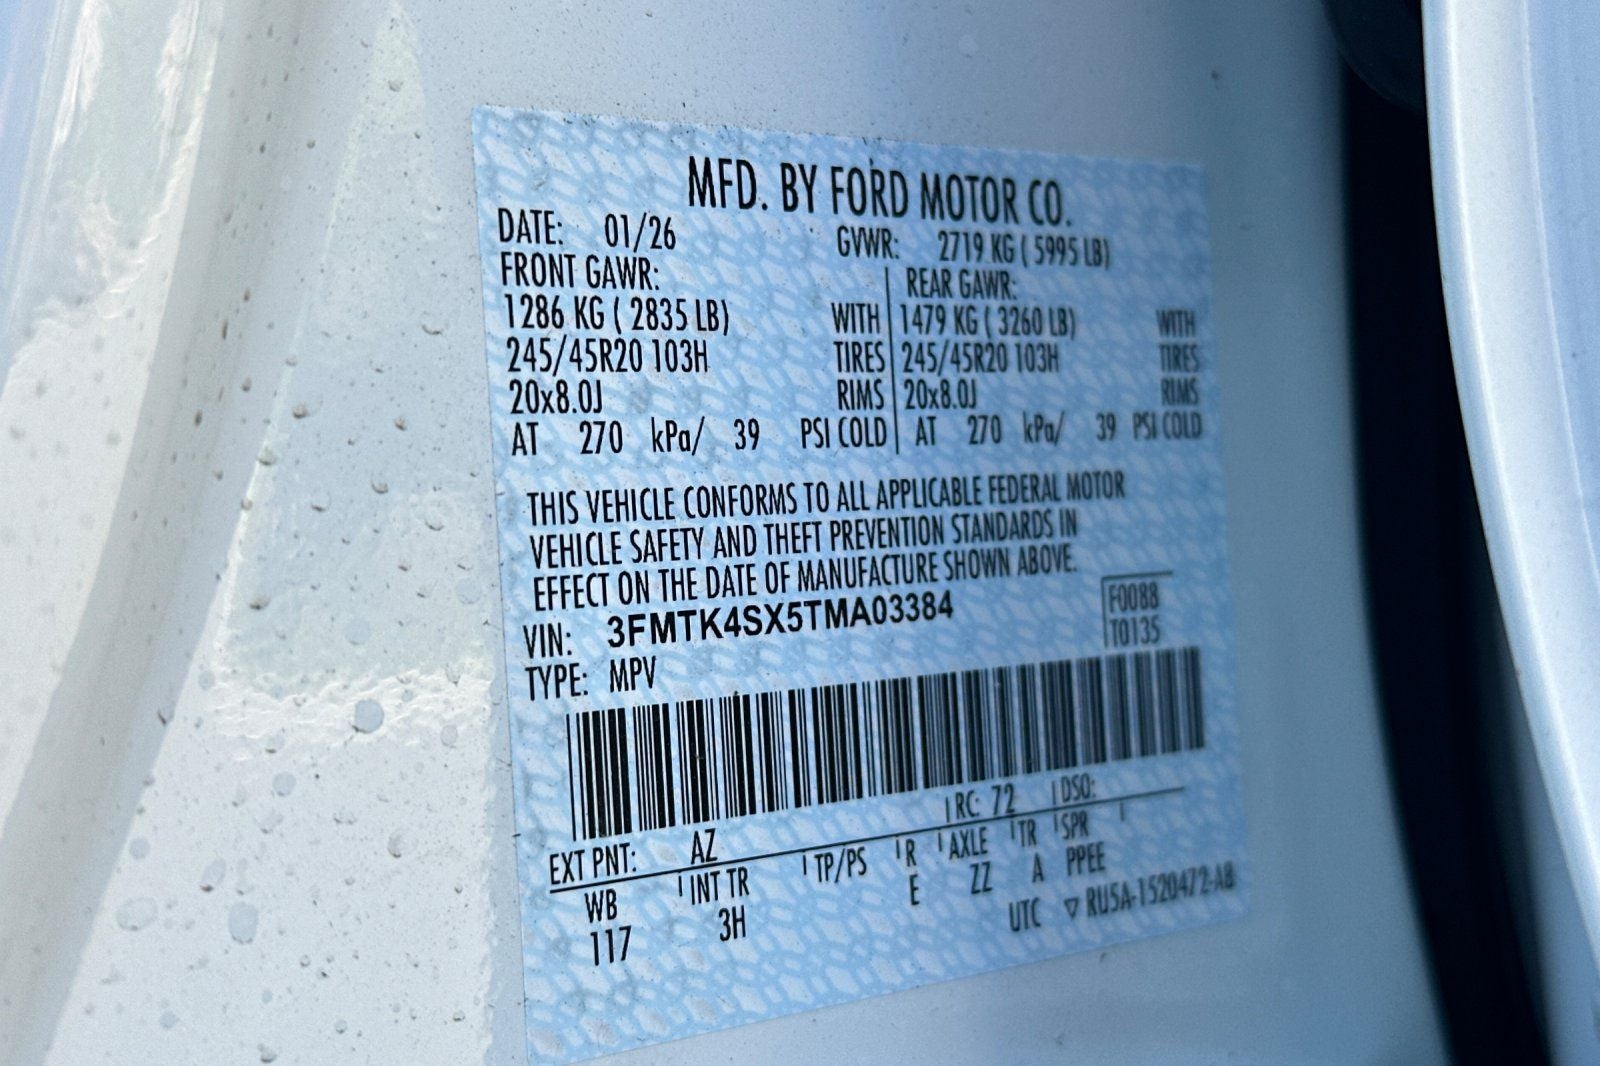 MFD. BY FORD MOTOR CO.
DATE: 01/26 GVWR: 2719 KG ( 5995 LB)
FRONT GAWR: REAR GAWR:
1286 KG ( 2835 LB) WITH 1479 KG ( 3260 LB) WITH
245/45R20 103H TIRES 245/45R20 103H TIRES
20x8.0J RIMS 20x8.0J RIMS
AT 270 kPa/ 39 PSI COLD AT 270 kPa/ 39 PSI COLD
THIS VEHICLE CONFORMS TO ALL APPLICABLE FEDERAL MOTOR
VEHICLE SAFETY AND THEFT PREVENTION STANDARDS IN
EFFECT ON THE DATE OF MANUFACTURE SHOWN ABOVE.
VIN: 3FMTK4SX5TMA03384 F0088
TYPE: MPV T0135
EXT PNT: AZ RC: 72 DSO:
WB INT TR TP/PS R AXLE TR SPR
117 3H E ZZ A PPEE
UTC ▽ RU5A-1520472-AB